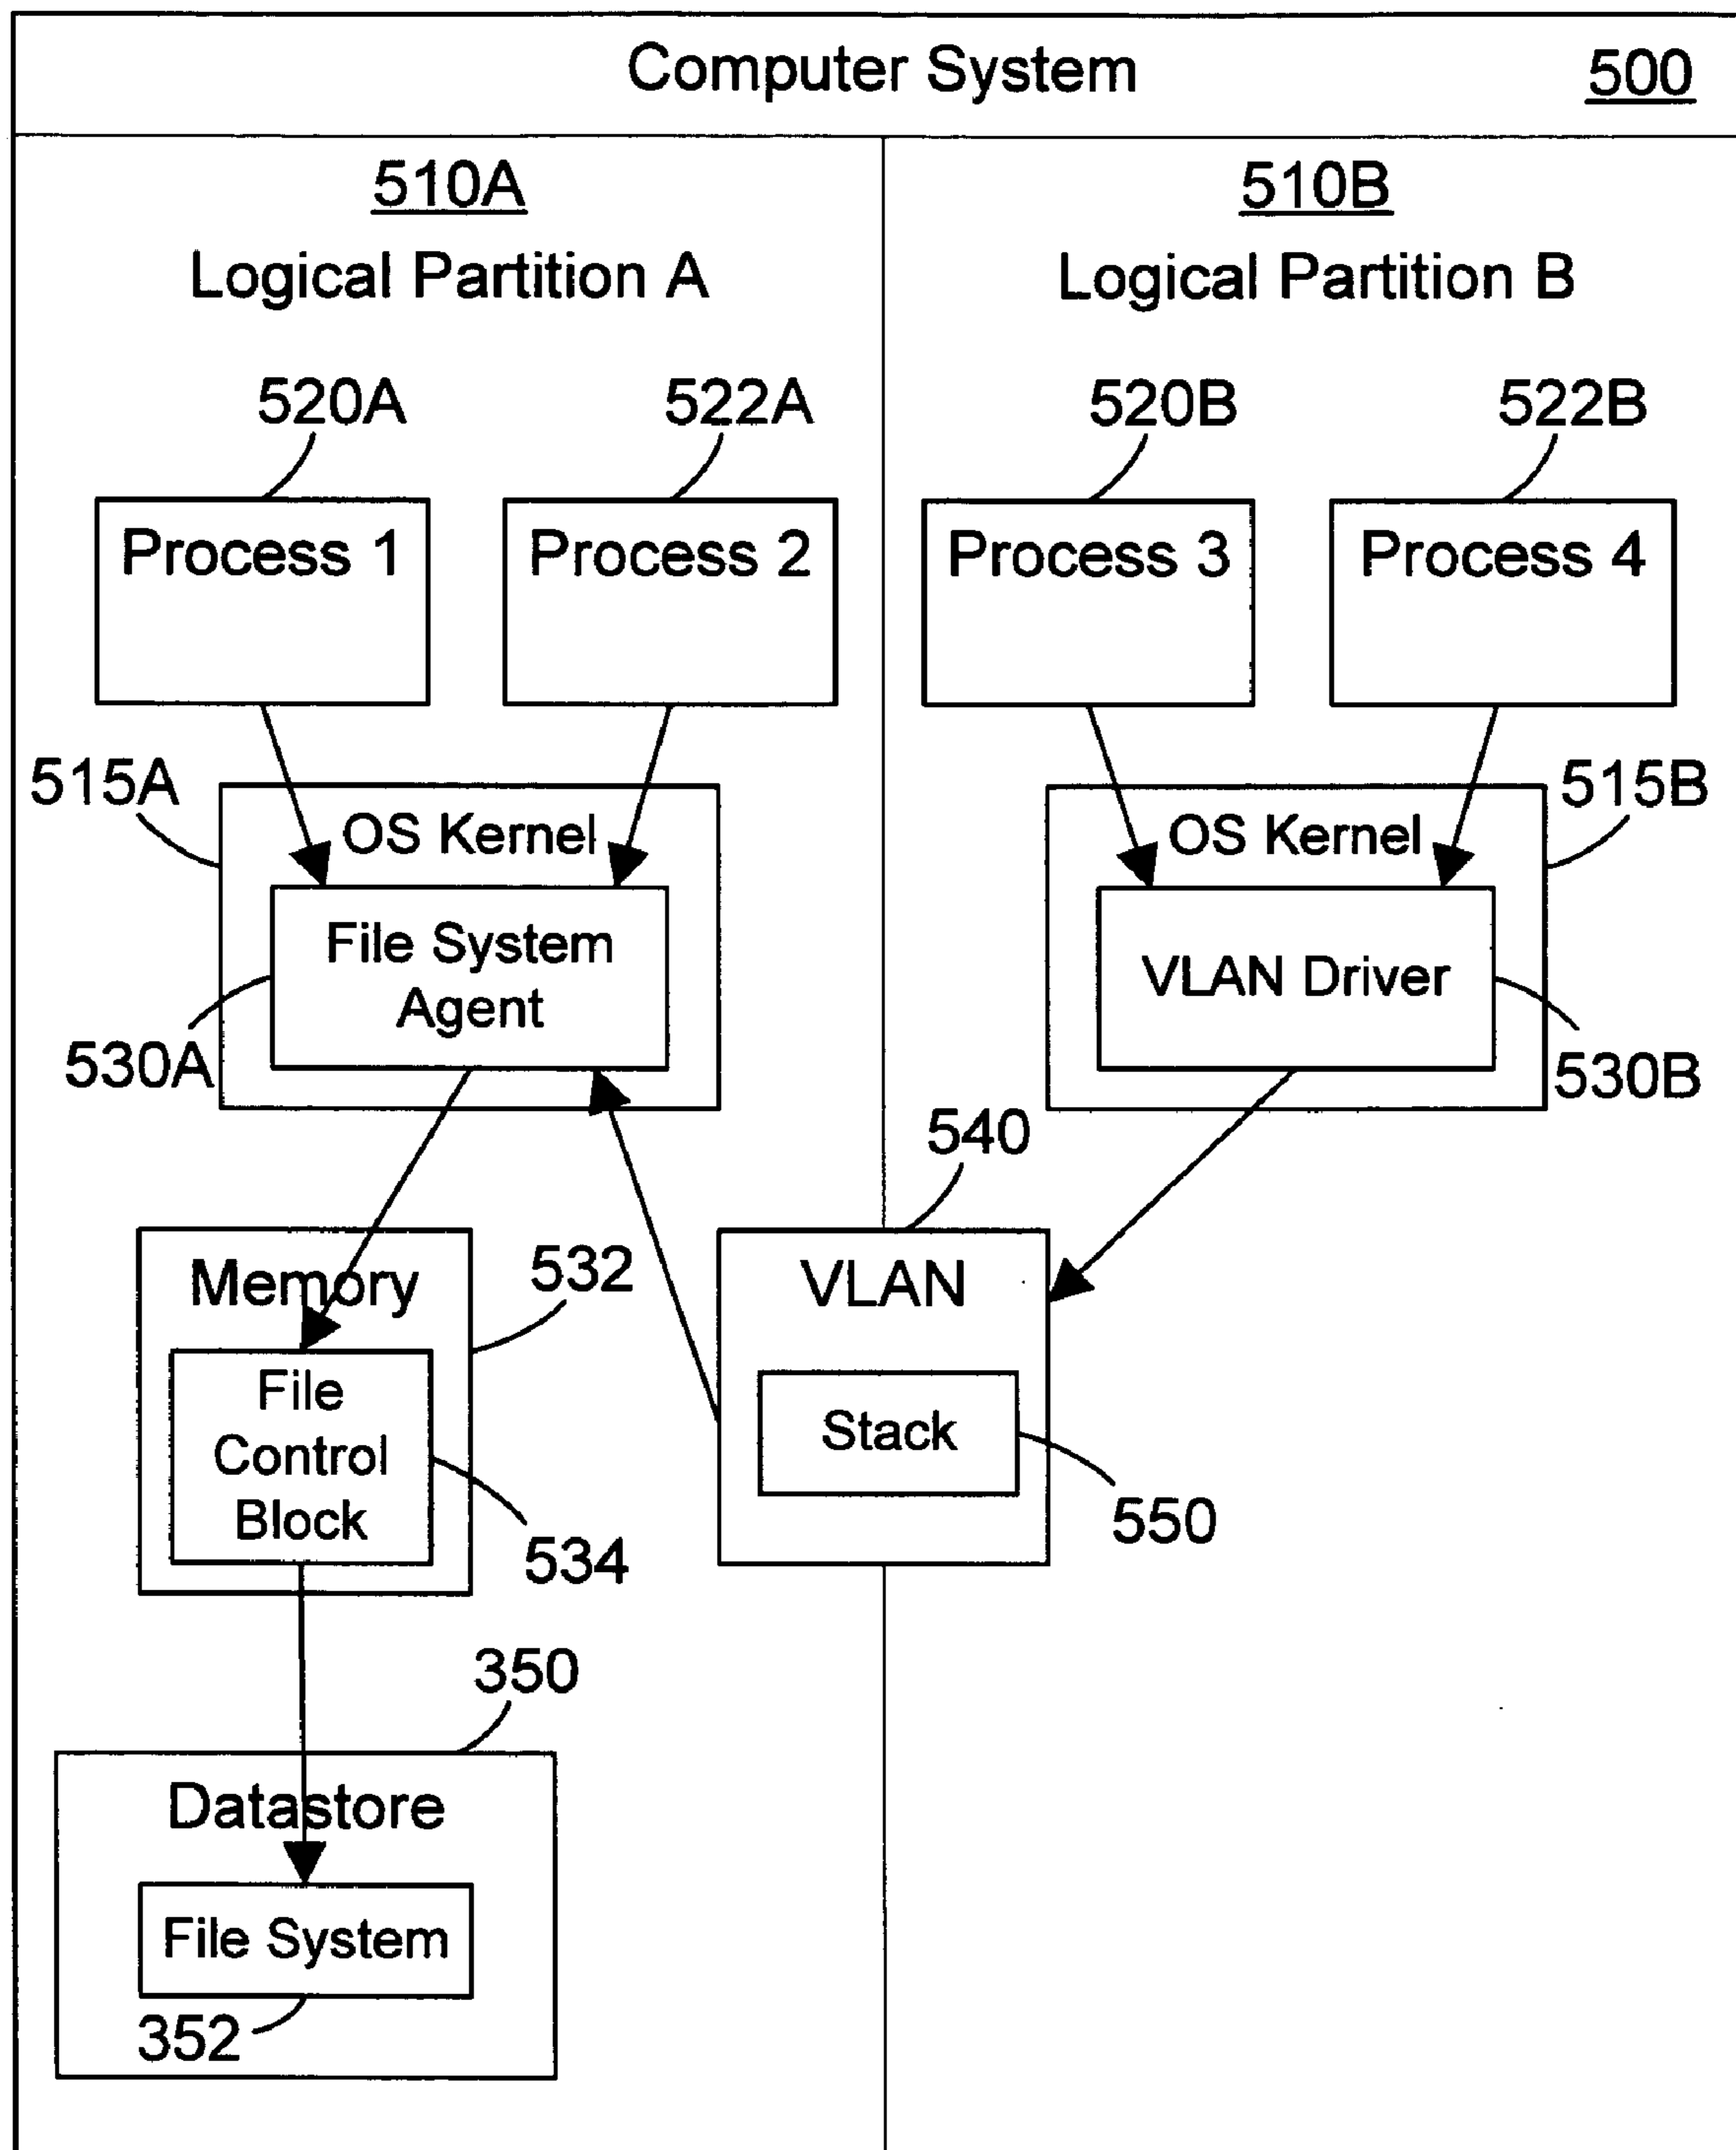 Computer System 500
510A
Logical Partition A
510B
Logical Partition B
520A
522A
520B
522B
Process 1
Process 2
Process 3
Process 4
515A
OS Kernel
File System
Agent
530A
OS Kernel
515B
VLAN Driver
530B
540
Memory
532
File
Control
Block
534
VLAN
Stack
550
350
Datastore
File System
352